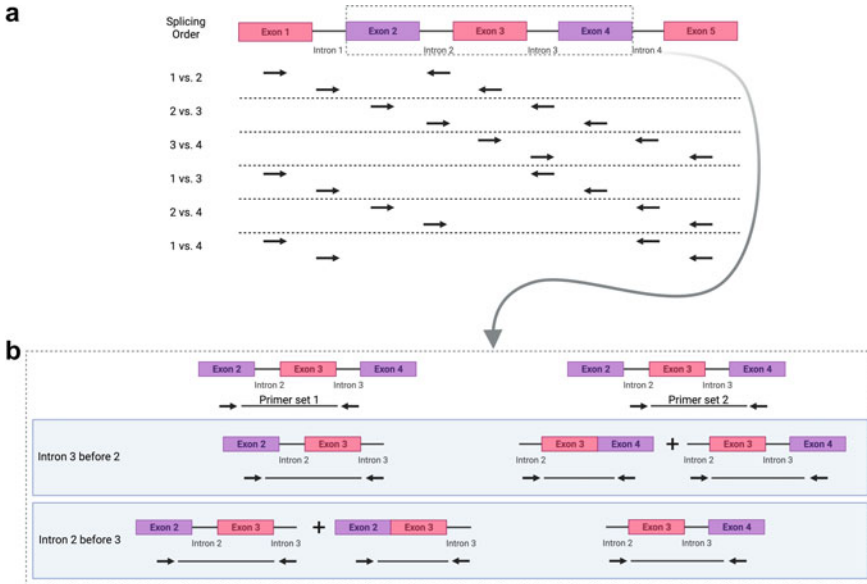 a
Splicing
Order
Exon 1 Exon 2 Exon 3 Exon 4 Exon 5
Intron 1 Intron 2 Intron 3 Intron 4
1 vs. 2
2 vs. 3
3 vs. 4
1 vs. 3
2 vs. 4
1 vs. 4
b
Exon 2 Exon 3 Exon 4 Exon 2 Exon 3 Exon 4
Intron 2 Intron 3 Intron 2 Intron 3
Primer set 1 Primer set 2
Exon 2 Exon 3 Exon 3 Exon 4 + Exon 3 Exon 4
Intron 3 before 2 Intron 2 Intron 3 Intron 2 Intron 2 Intron 3
Exon 2 Exon 3 + Exon 2 Exon 3 Exon 3 Exon 4
Intron 2 before 3 Intron 2 Intron 3 Intron 3 Intron 2 Intron 3